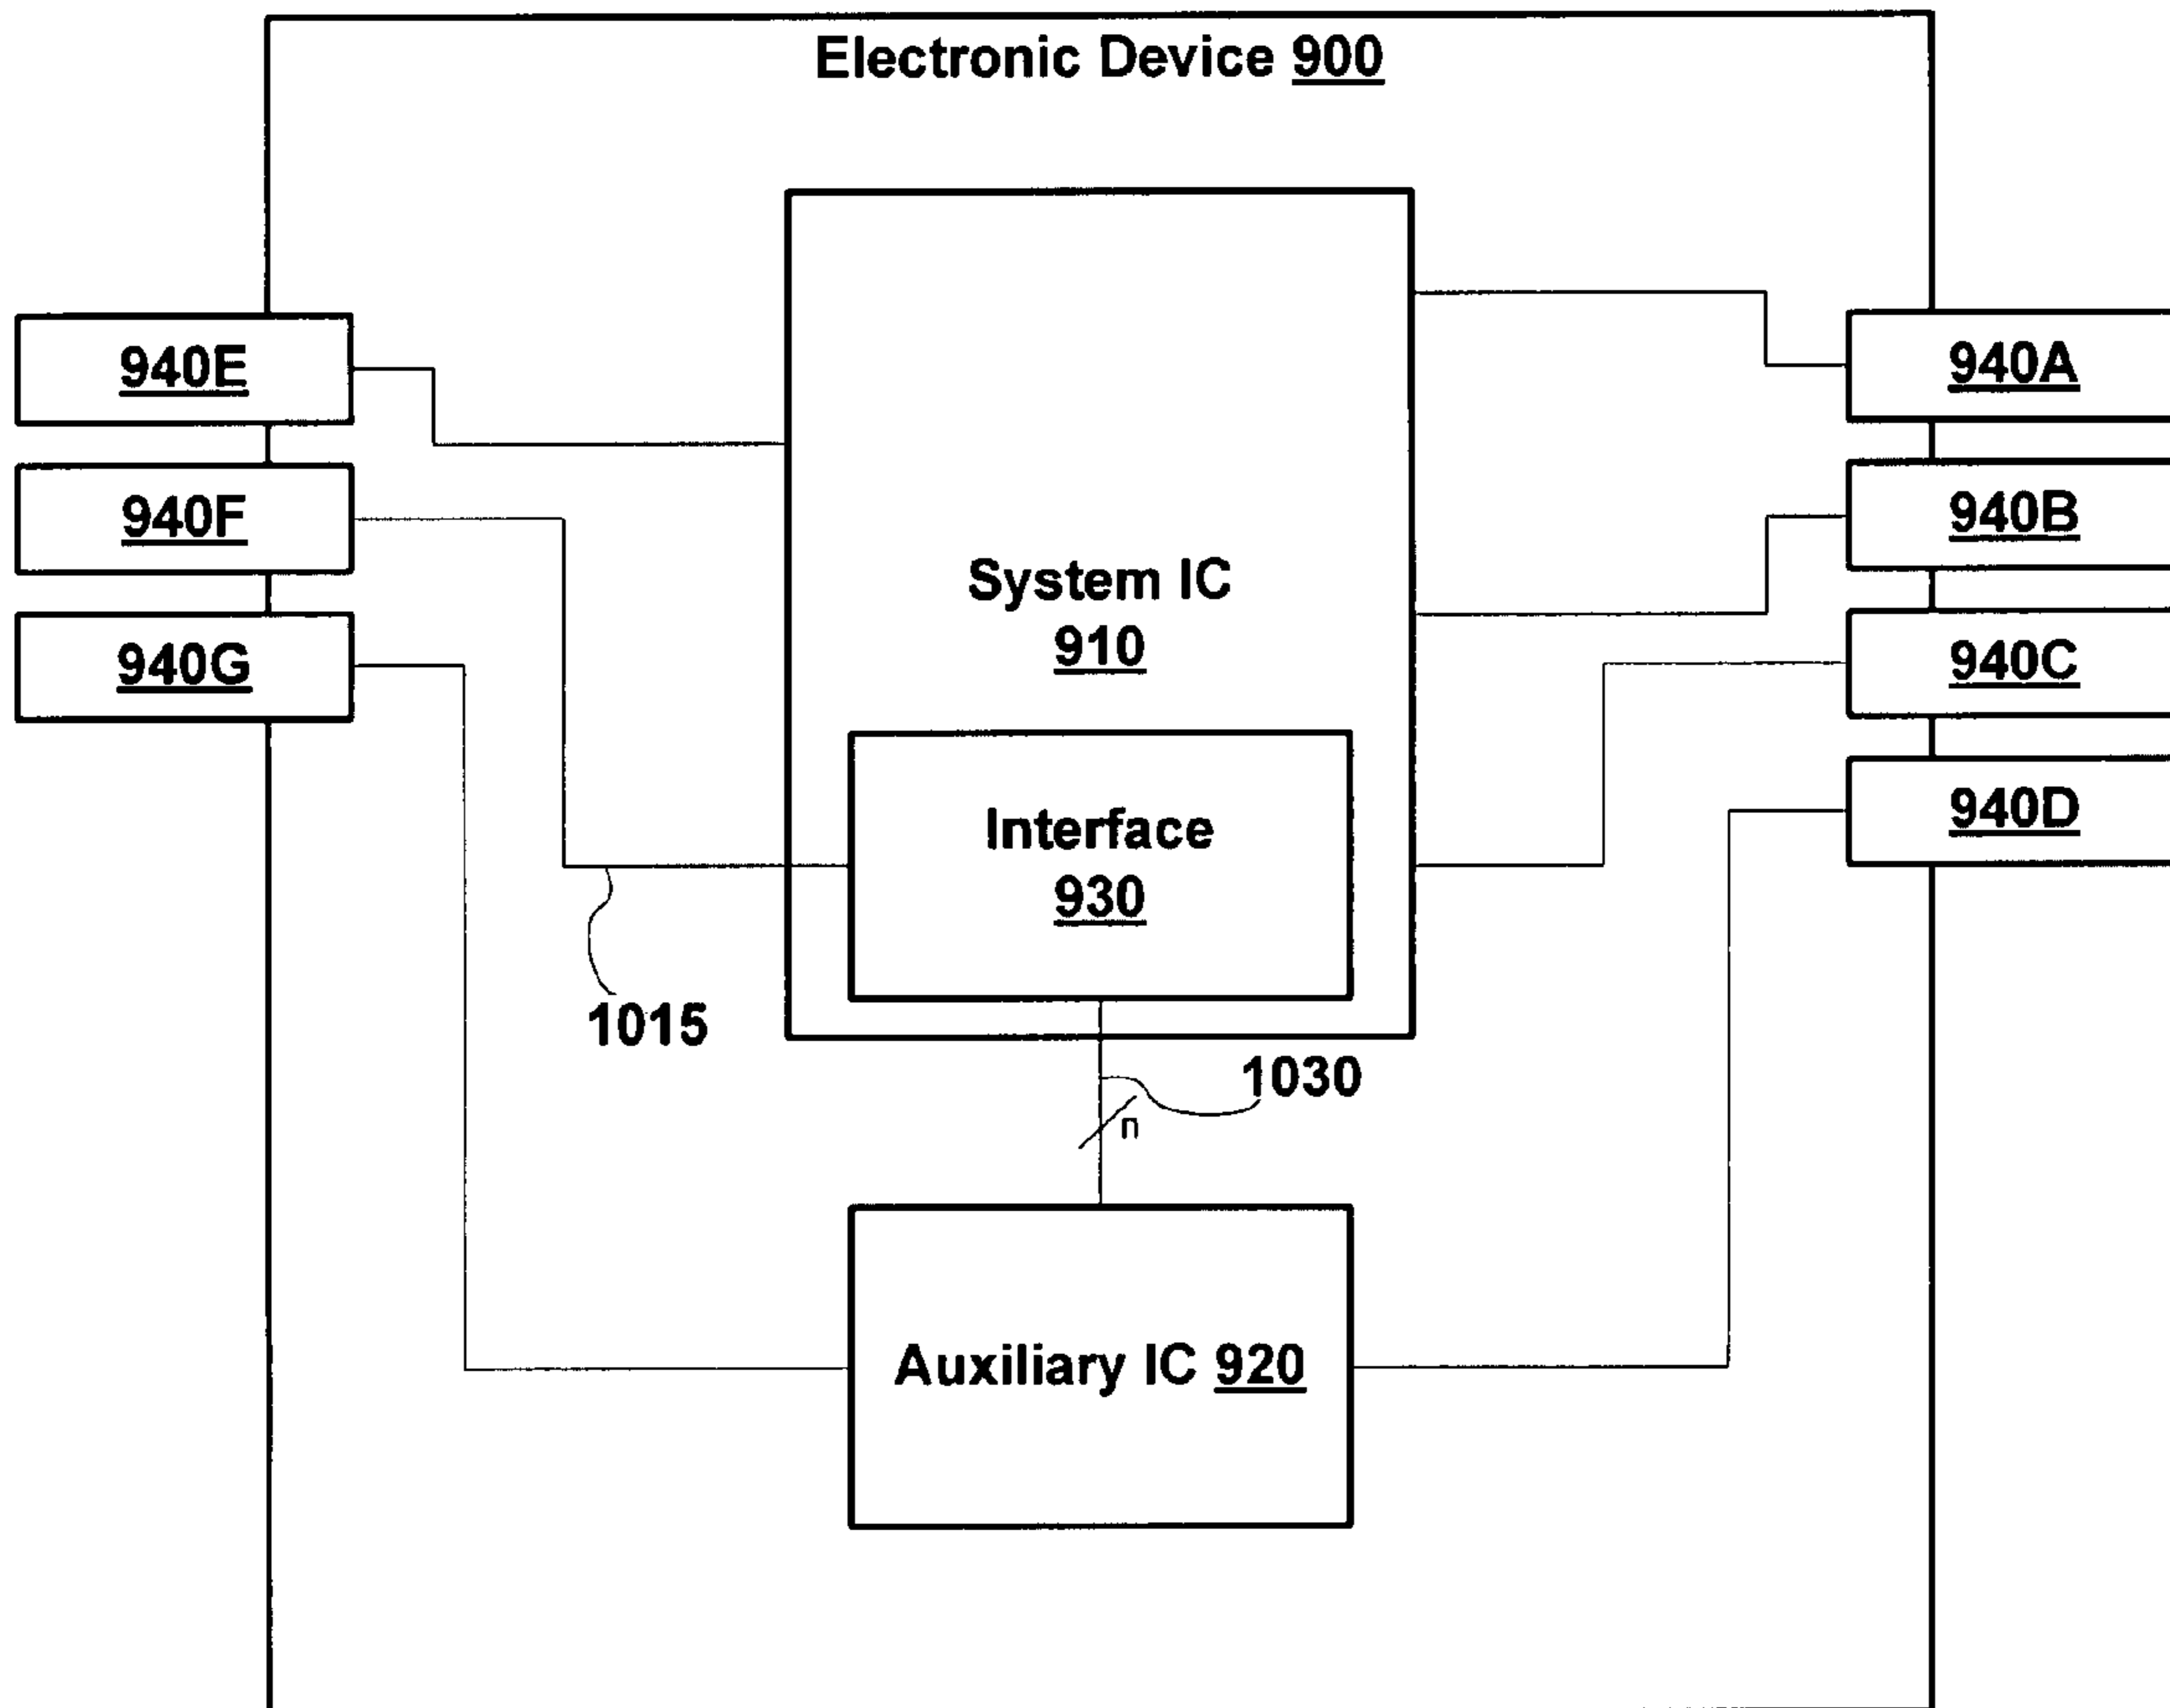 Electronic Device 900
940E
940F
940G
System IC
910
Interface
930
940A
940B
940C
940D
1015
1030
n
Auxiliary IC 920